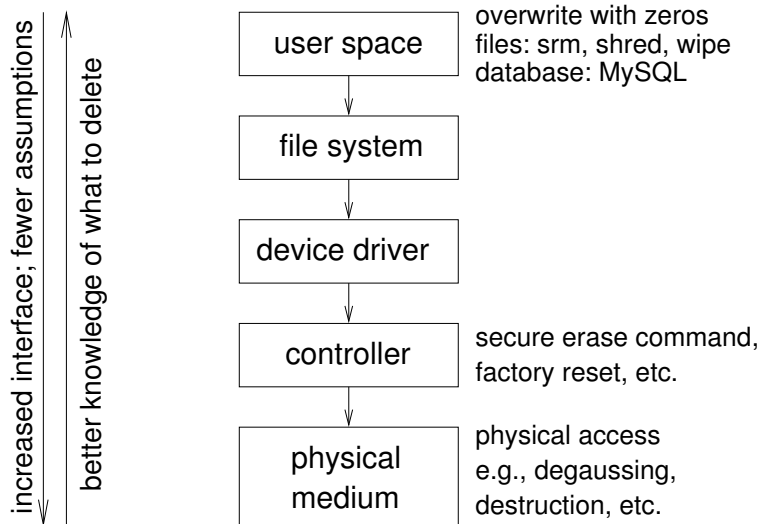 increased interface; fewer assumptions
better knowledge of what to delete
user space
overwrite with zeros
files: srm, shred, wipe
database: MySQL
file system
device driver
controller
secure erase command,
factory reset, etc.
physical
medium
physical access
e.g., degaussing,
destruction, etc.